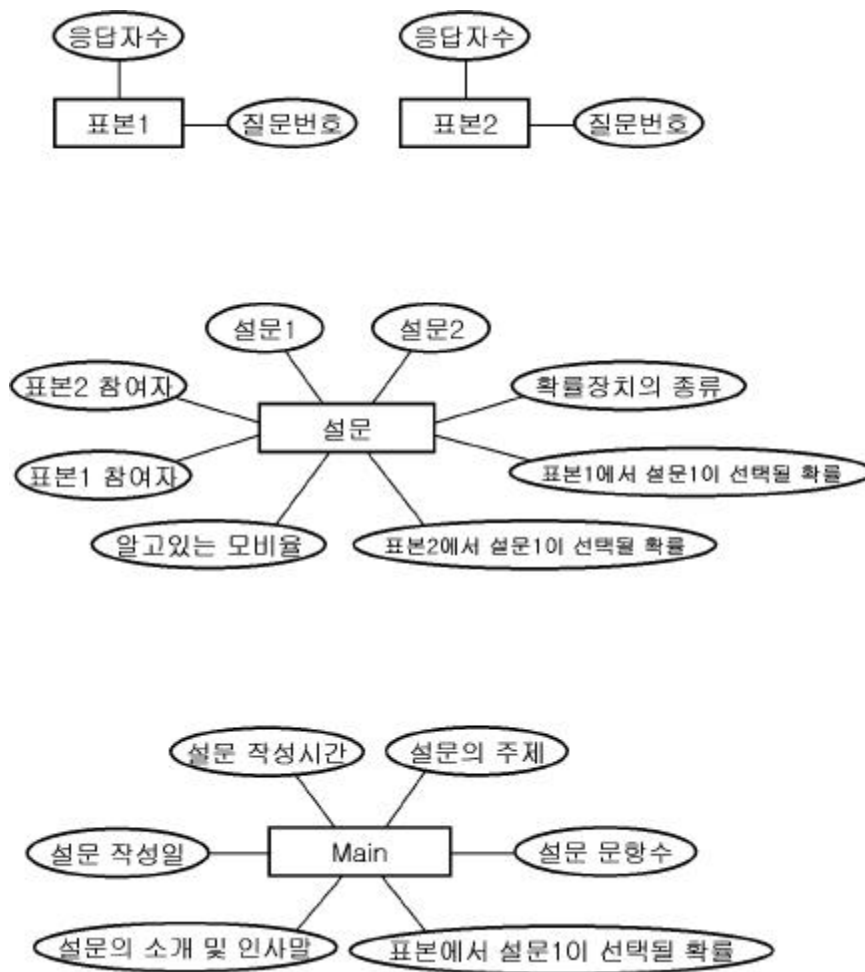 응답자수
응답자수
표본1
질문번호
표본2
질문번호
설문1
설문2
표본2 참여자
확률장치의 종류
설문
표본1 참여자
표본1에서 설문1이 선택될 확률
알고있는 모비율
표본2에서 설문1이 선택될 확률
설문 작성시간
설문의 주제
설문 작성일
Main
설문 문항수
설문의 소개 및 인사말
표본에서 설문1이 선택될 확률